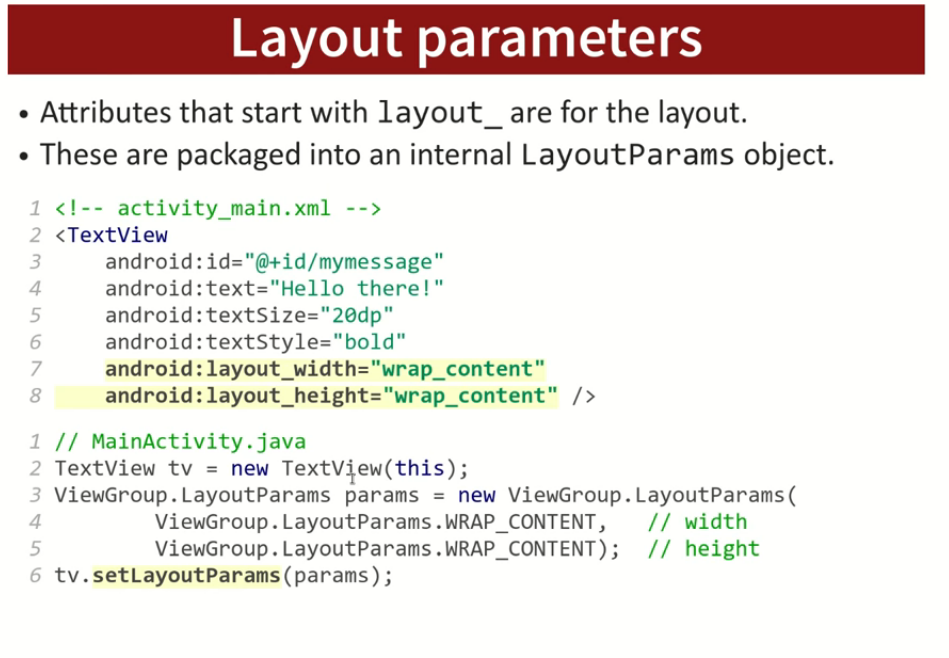 Layout parameters
• Attributes that start with layout_ are for the layout.
• These are packaged into an internal LayoutParams object.
1 <!-- activity_main.xml -->
2 <TextView
3     android:id="@+id/mymessage"
4     android:text="Hello there!"
5     android:textSize="20dp"
6     android:textStyle="bold"
7     android:layout_width="wrap_content"
8     android:layout_height="wrap_content" />
1 // MainActivity.java
2 TextView tv = new TextView(this);
3 ViewGroup.LayoutParams params = new ViewGroup.LayoutParams(
4         ViewGroup.LayoutParams.WRAP_CONTENT,   // width
5         ViewGroup.LayoutParams.WRAP_CONTENT);  // height
6 tv.setLayoutParams(params);